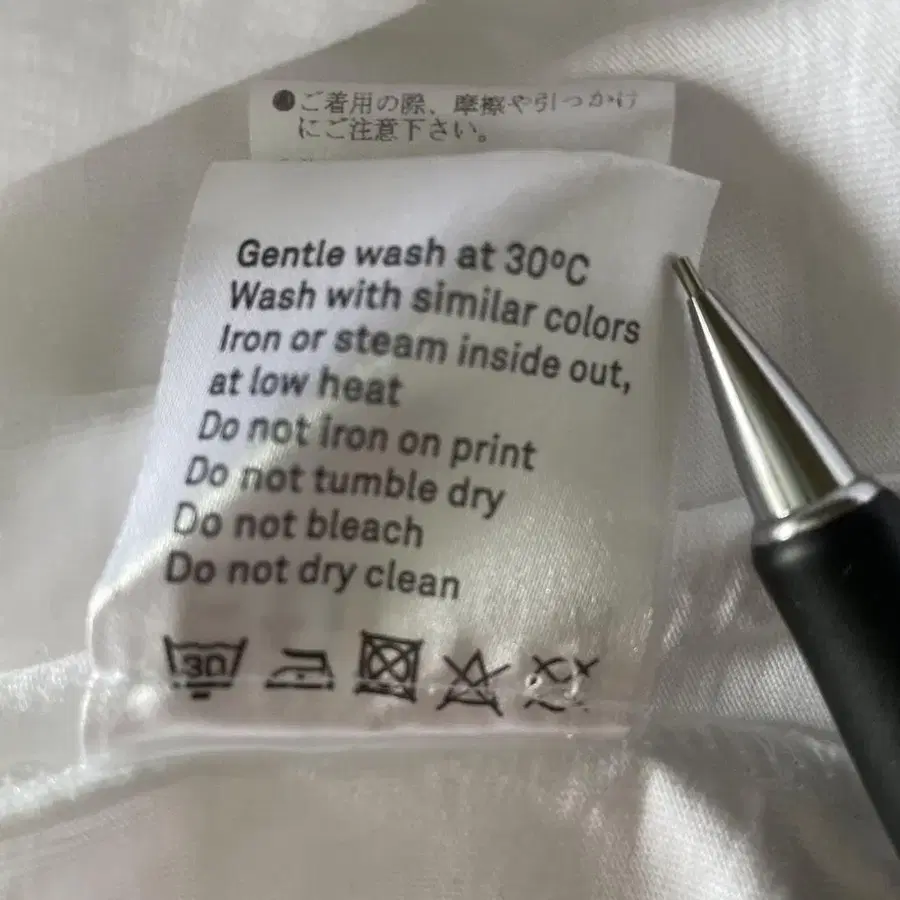 ●ご着用の際、摩擦や引っかけ
にご注意下さい。
Gentle wash at 30ºC
Wash with similar colors
Iron or steam inside out,
at low heat
Do not iron on print
Do not tumble dry
Do not bleach
Do not dry clean
30